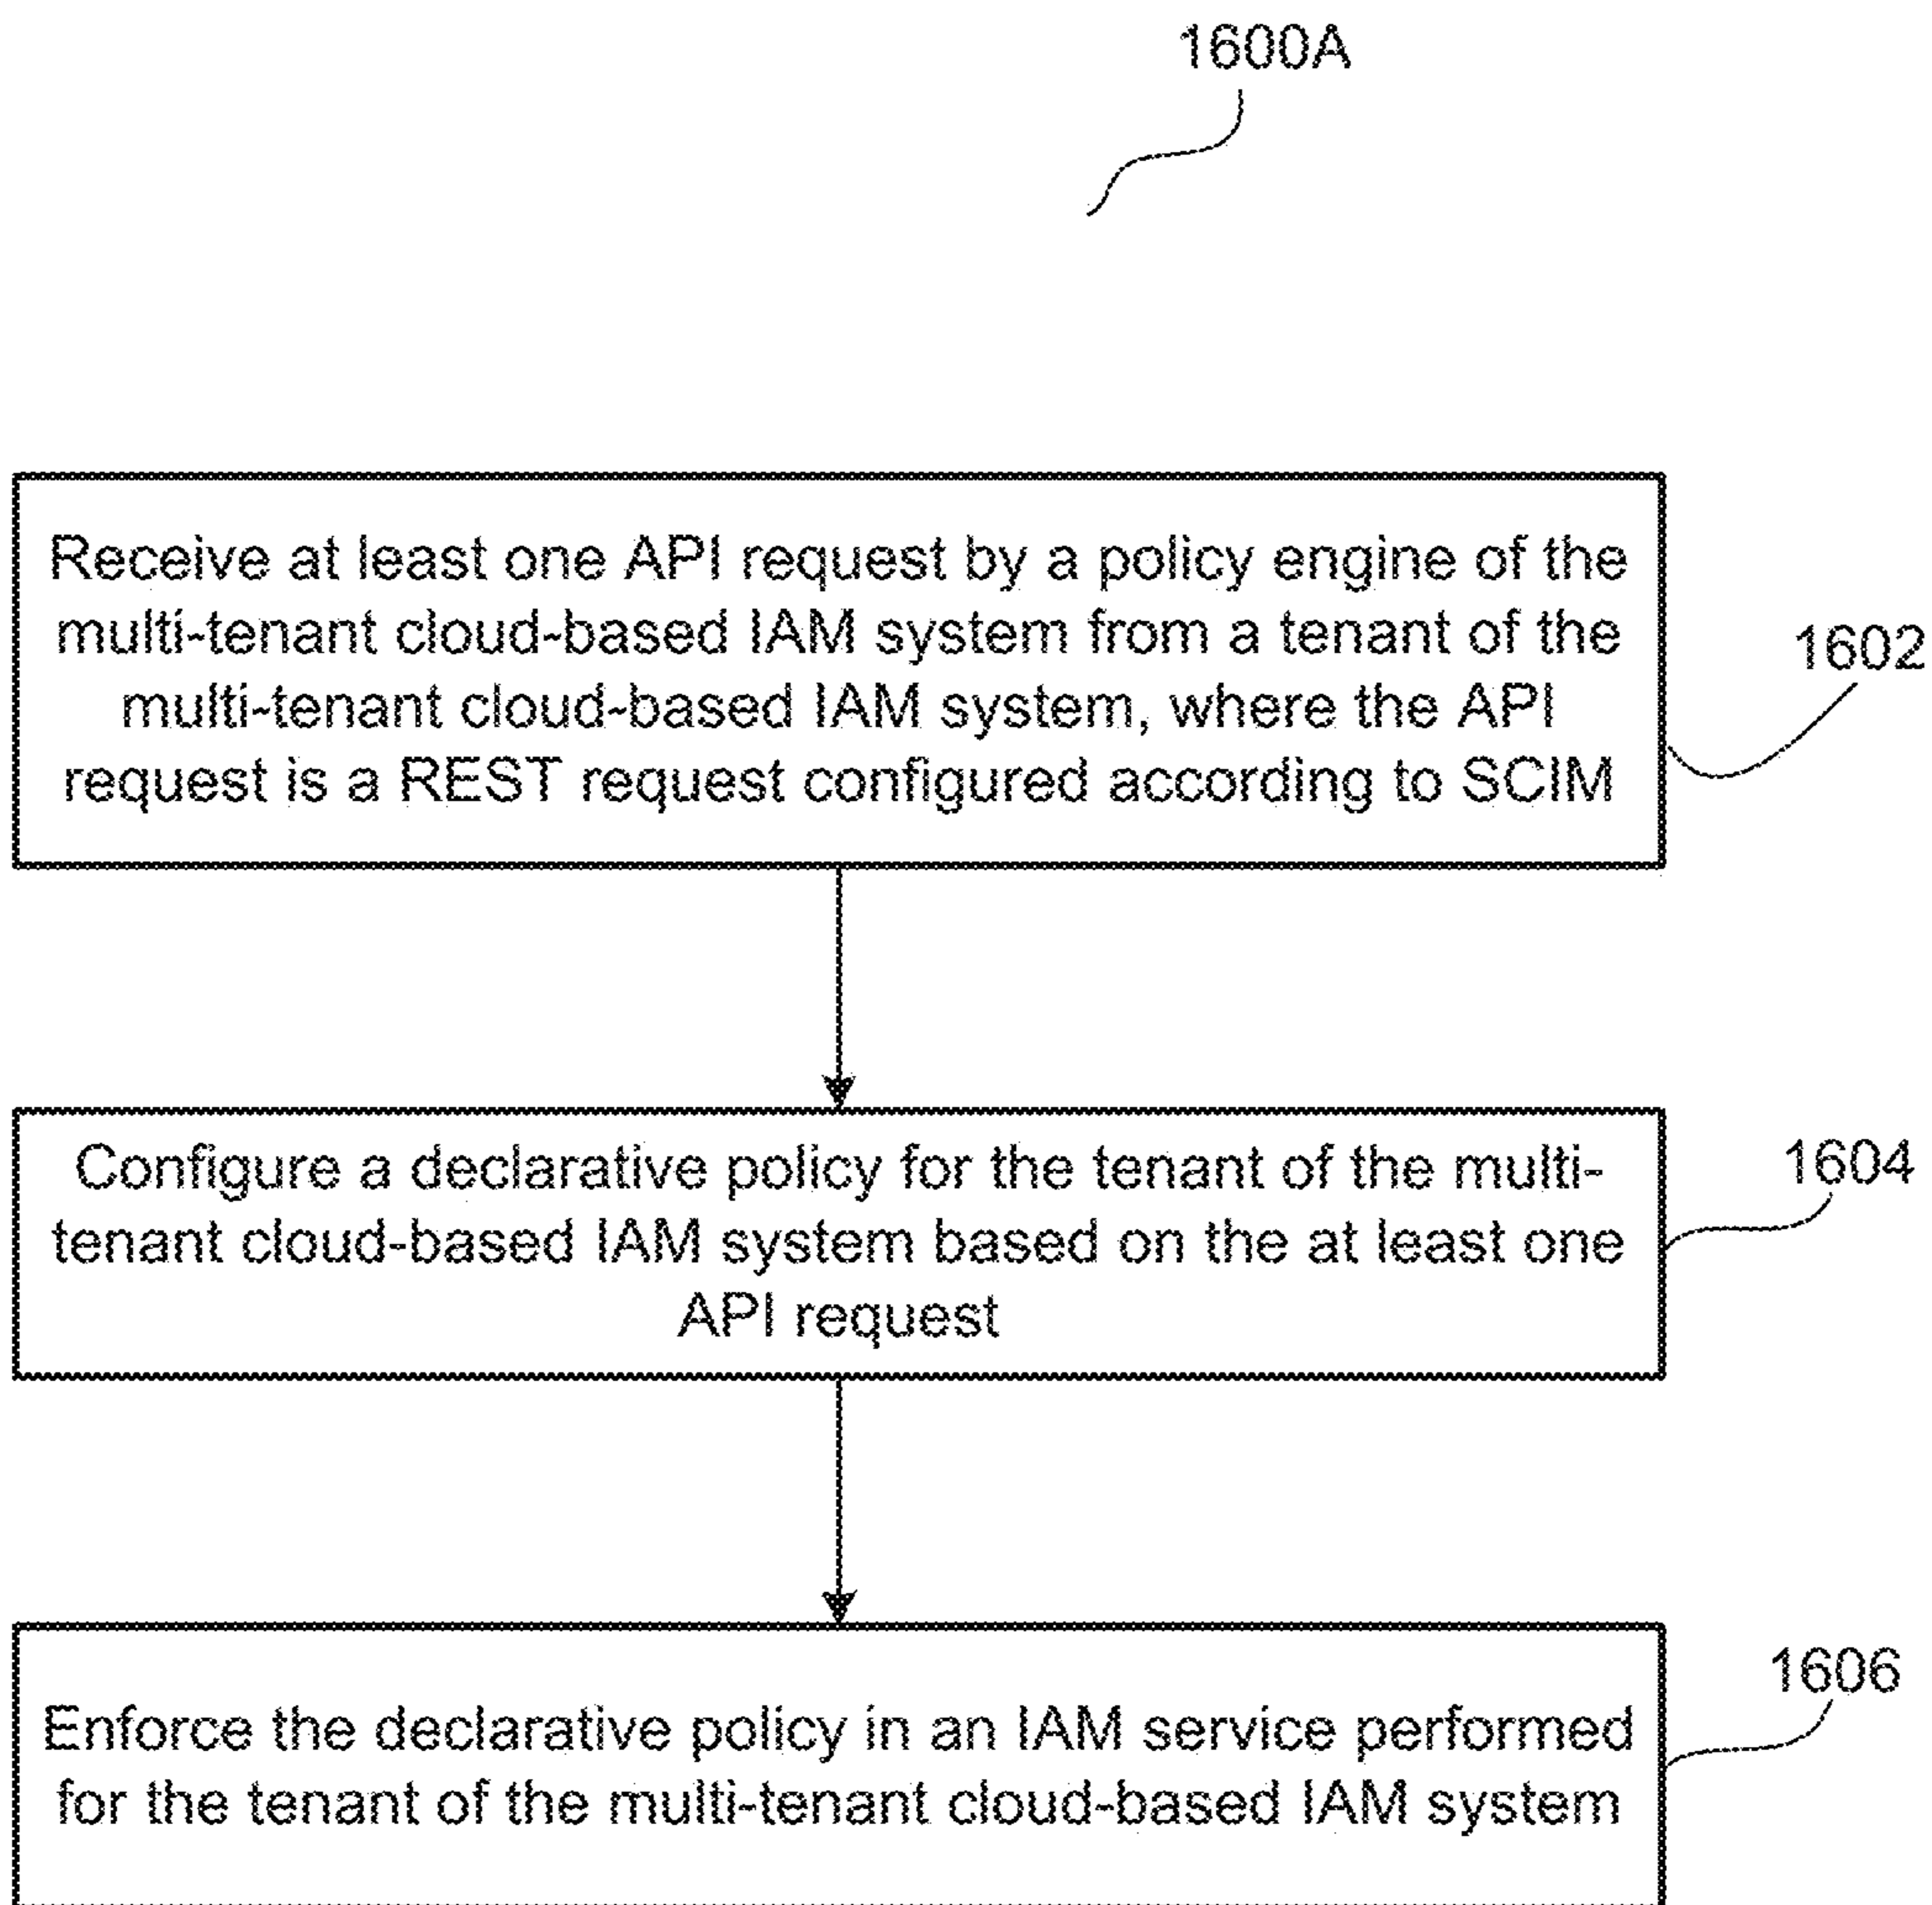 1600A
Receive at least one API request by a policy engine of the
multi-tenant cloud-based IAM system from a tenant of the
multi-tenant cloud-based IAM system, where the API
request is a REST request configured according to SCIM
1602
Configure a declarative policy for the tenant of the multi-
tenant cloud-based IAM system based on the at least one
API request
1604
Enforce the declarative policy in an IAM service performed
for the tenant of the multi-tenant cloud-based IAM system
1606